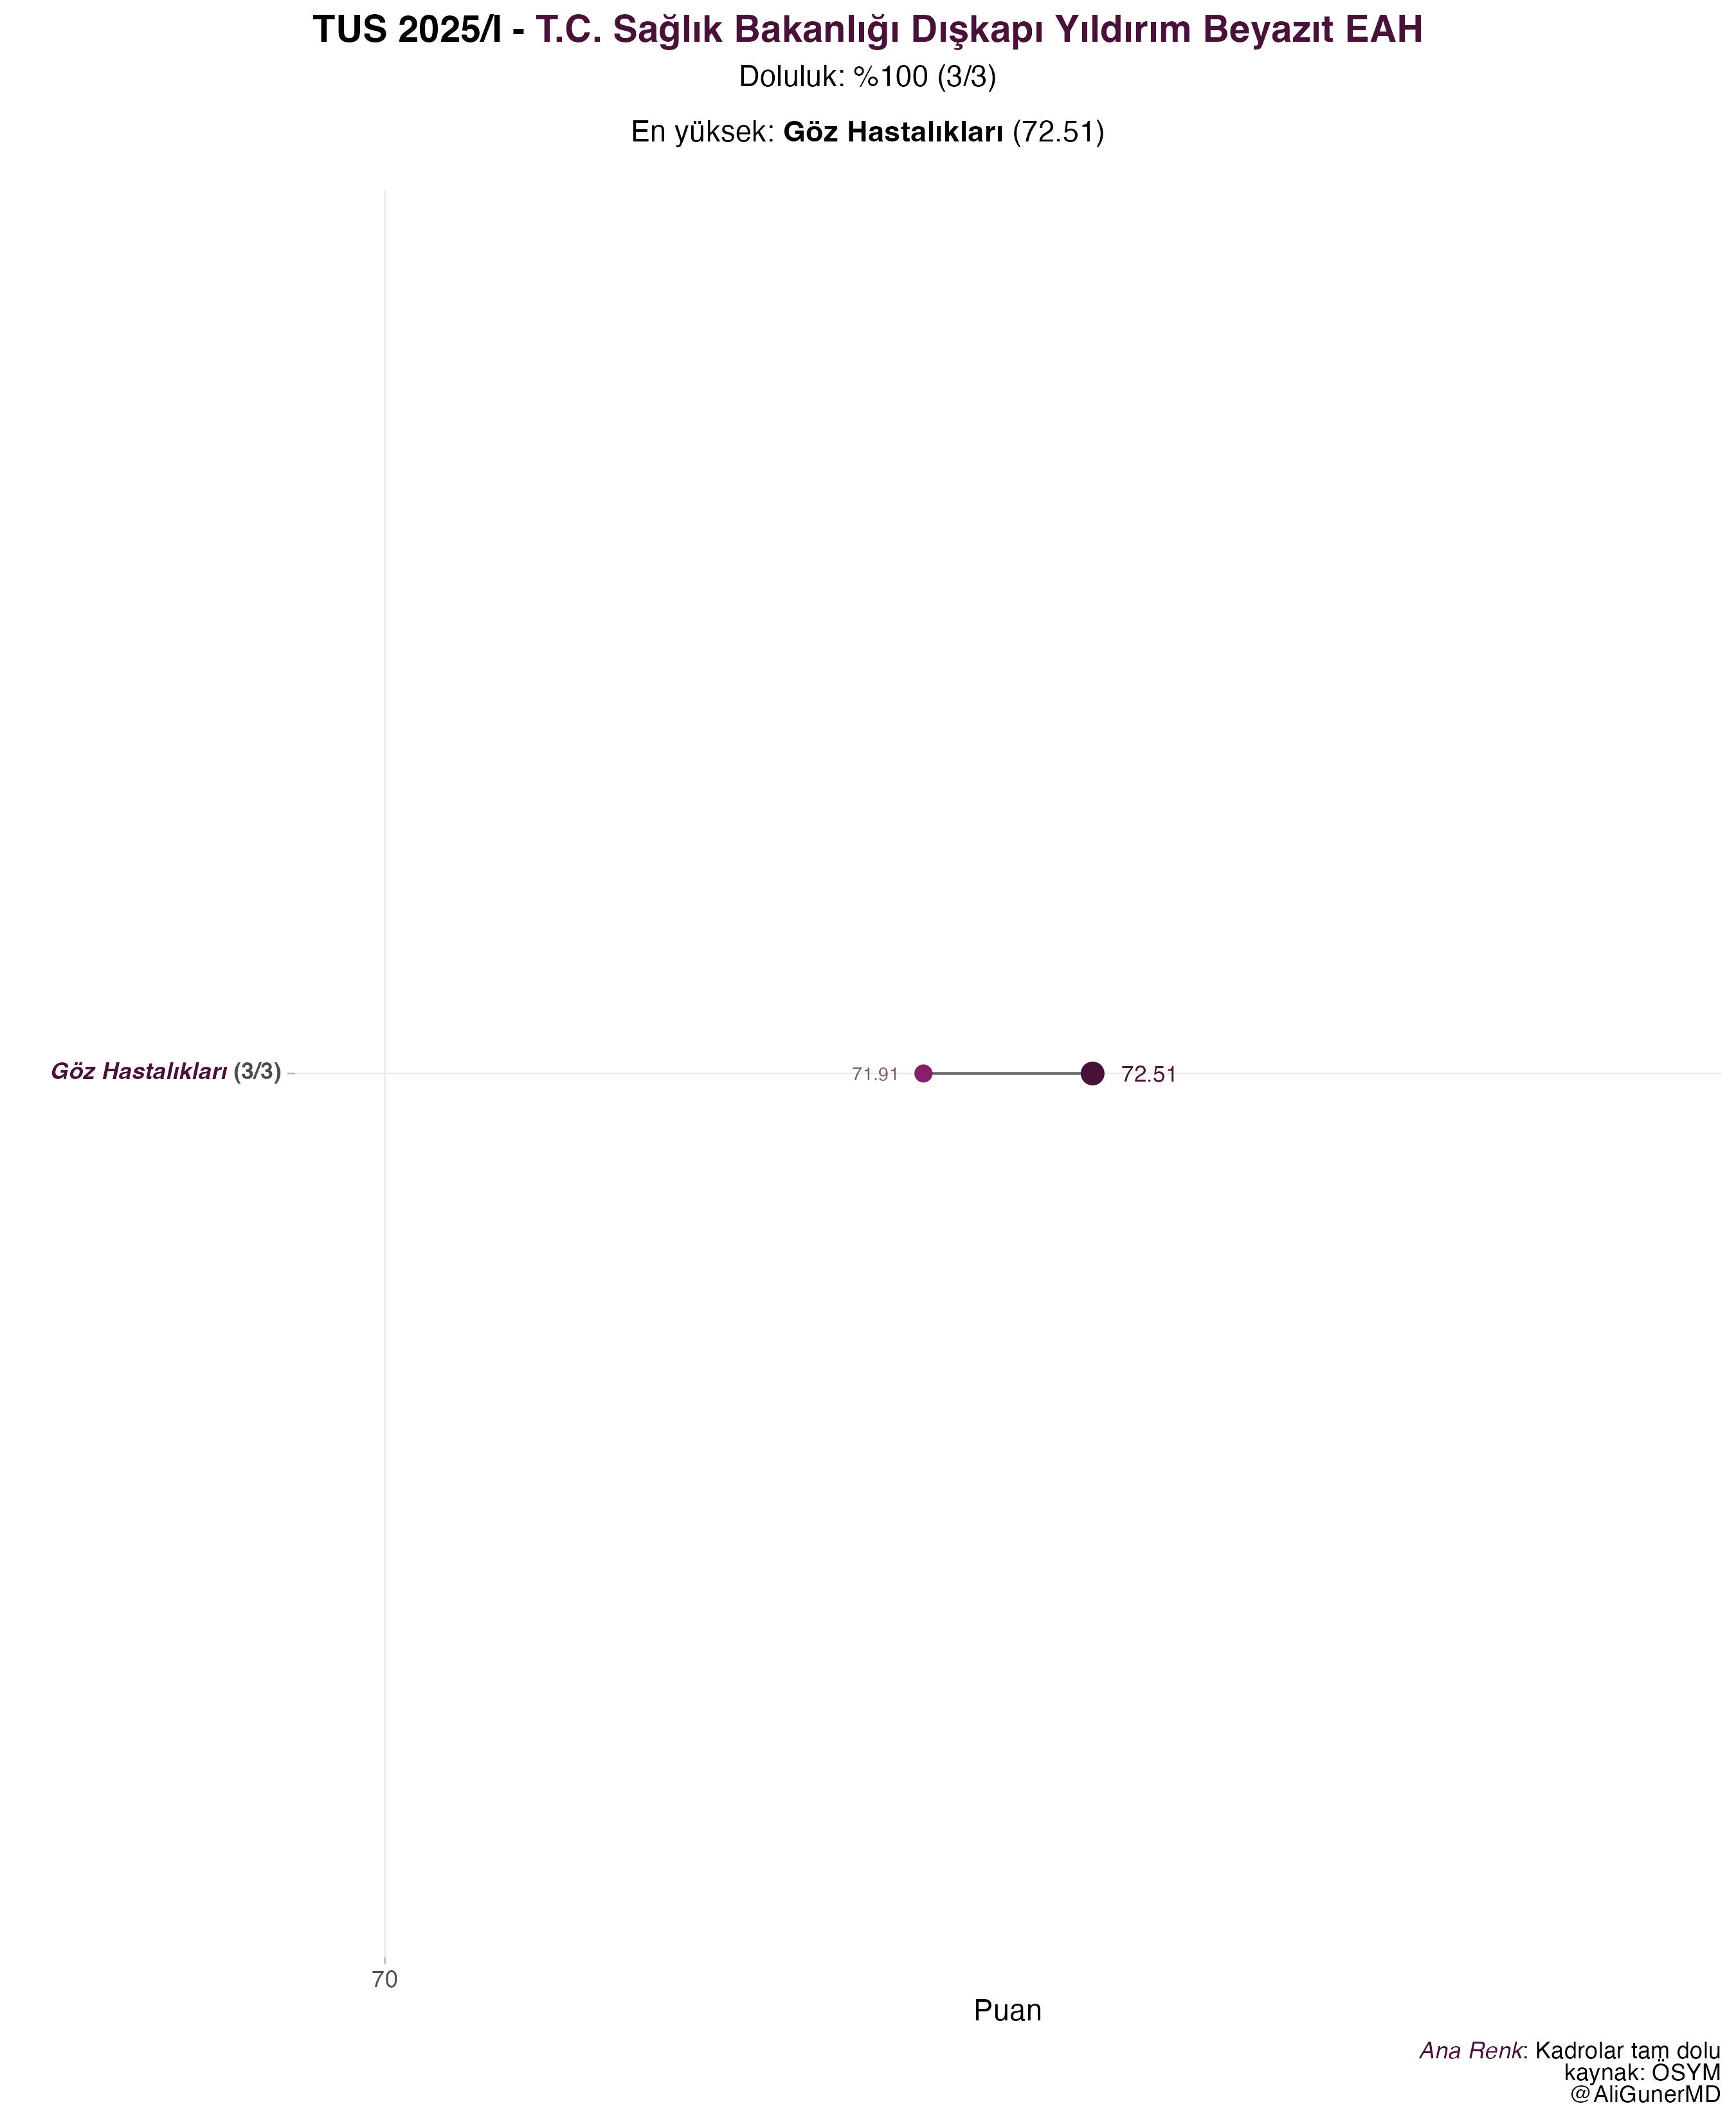 TUS 2025/I - T.C. Sağlık Bakanlığı Dışkapı Yıldırım Beyazıt EAH
Doluluk: %100 (3/3)
En yüksek: Göz Hastalıkları (72.51)
Göz Hastalıkları (3/3)
71.91
72.51
70
Puan
Ana Renk: Kadrolar tam dolu
kaynak: ÖSYM
@AliGunerMD